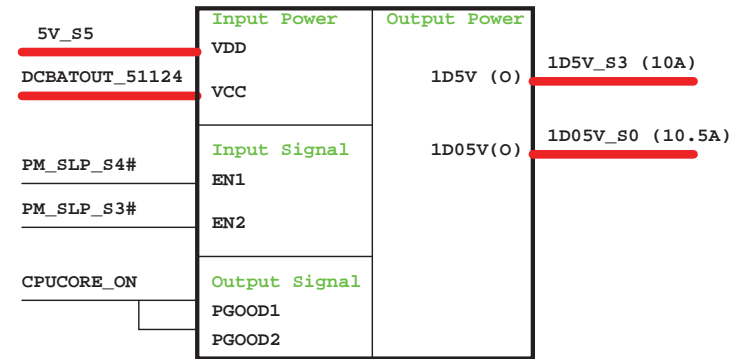 5V_S5
DCBATOUT_51124
PM_SLP_S4#
PM_SLP_S3#
CPUCORE_ON
Input Power
VDD
VCC
Input Signal
EN1
EN2
Output Signal
PGOOD1
PGOOD2
Output Power
1D5V (O)
1D05V(O)
1D5V_S3 (10A)
1D05V_S0 (10.5A)